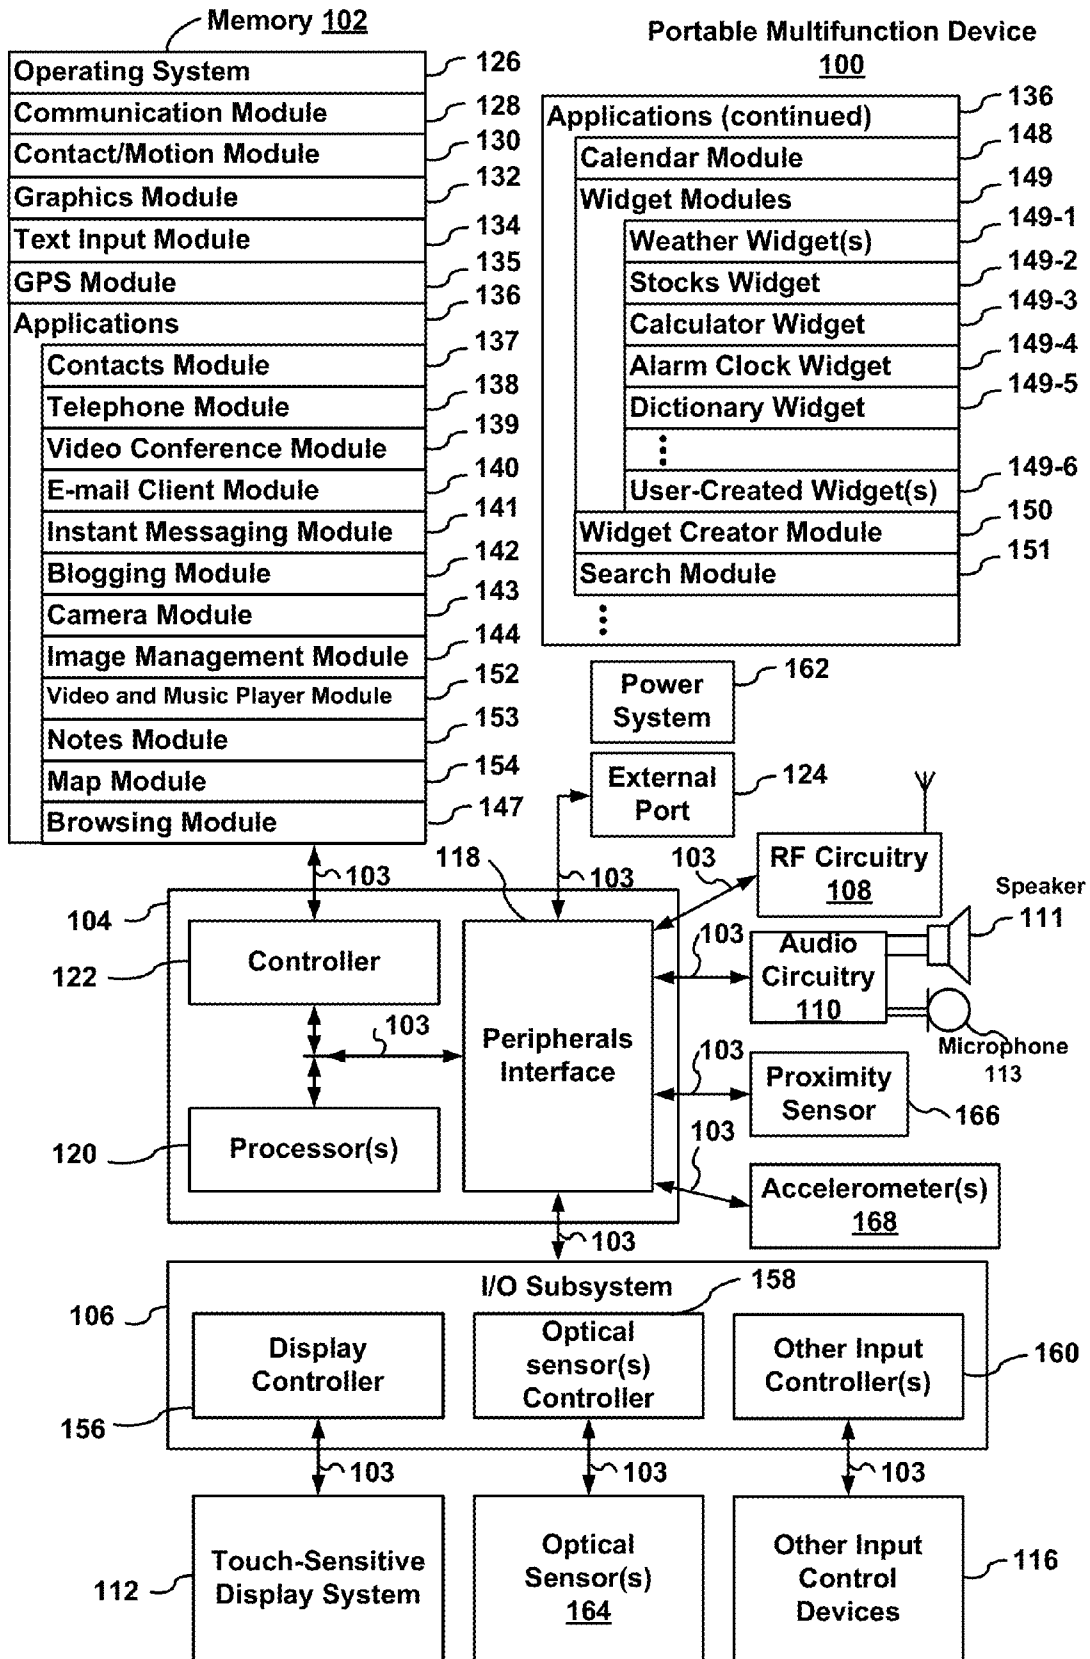 Memory 102
Operating System 126
Communication Module 128
Contact/Motion Module 130
Graphics Module 132
Text Input Module 134
GPS Module 135
Applications 136
Contacts Module 137
Telephone Module 138
Video Conference Module 139
E-mail Client Module 140
Instant Messaging Module 141
Blogging Module 142
Camera Module 143
Image Management Module 144
Video and Music Player Module 152
Notes Module 153
Map Module 154
Browsing Module 147
Portable Multifunction Device
100
Applications (continued) 136
Calendar Module 148
Widget Modules 149
Weather Widget(s) 149-1
Stocks Widget 149-2
Calculator Widget 149-3
Alarm Clock Widget 149-4
Dictionary Widget 149-5
User-Created Widget(s) 149-6
Widget Creator Module 150
Search Module 151
Power
System
162
External
Port
124
103
118
103
103
RF Circuitry
108
Speaker
111
104
122
Controller
103
Audio
Circuitry
110
103
Peripherals
Interface
Microphone
113
103
Proximity
Sensor
166
120
Processor(s)
103
Accelerometer(s)
168
103
I/O Subsystem
106
158
Display
Controller
156
Optical
sensor(s)
Controller
Other Input
Controller(s)
160
103
103
103
Touch-Sensitive
Display System
112
Optical
Sensor(s)
164
Other Input
Control
Devices
116